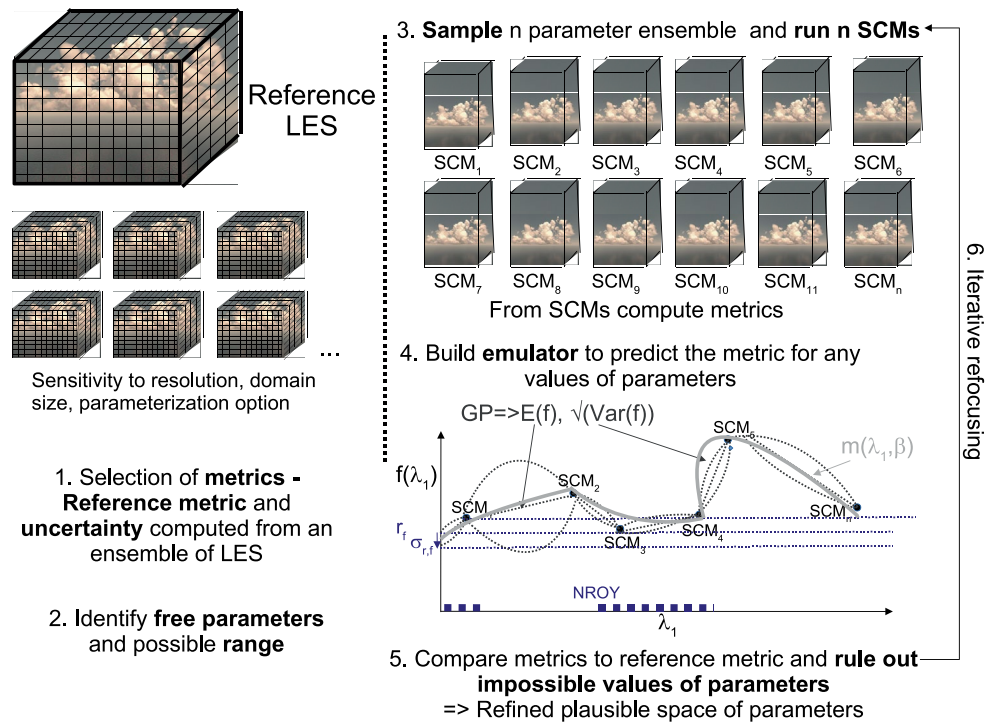 Reference
LES
Sensitivity to resolution, domain
size, parameterization option
...
1. Selection of metrics -
Reference metric and
uncertainty computed from an
ensemble of LES
2. Identify free parameters
and possible range
3. Sample n parameter ensemble and run n SCMs
SCM₁ SCM₂ SCM₃ SCM₄ SCM₅ SCM₆
SCM₇ SCM₈ SCM₉ SCM₁₀ SCM₁₁ SCMₙ
From SCMs compute metrics
4. Build emulator to predict the metric for any
values of parameters
GP=>E(f), √(Var(f))
f(λ₁)
m(λ₁,β)
SCM SCM₂ SCM₃ SCM₄ SCM₅ SCMₙ
r_f
σ_r,f
NROY
λ₁
5. Compare metrics to reference metric and rule out
impossible values of parameters
=> Refined plausible space of parameters
6. Iterative refocusing